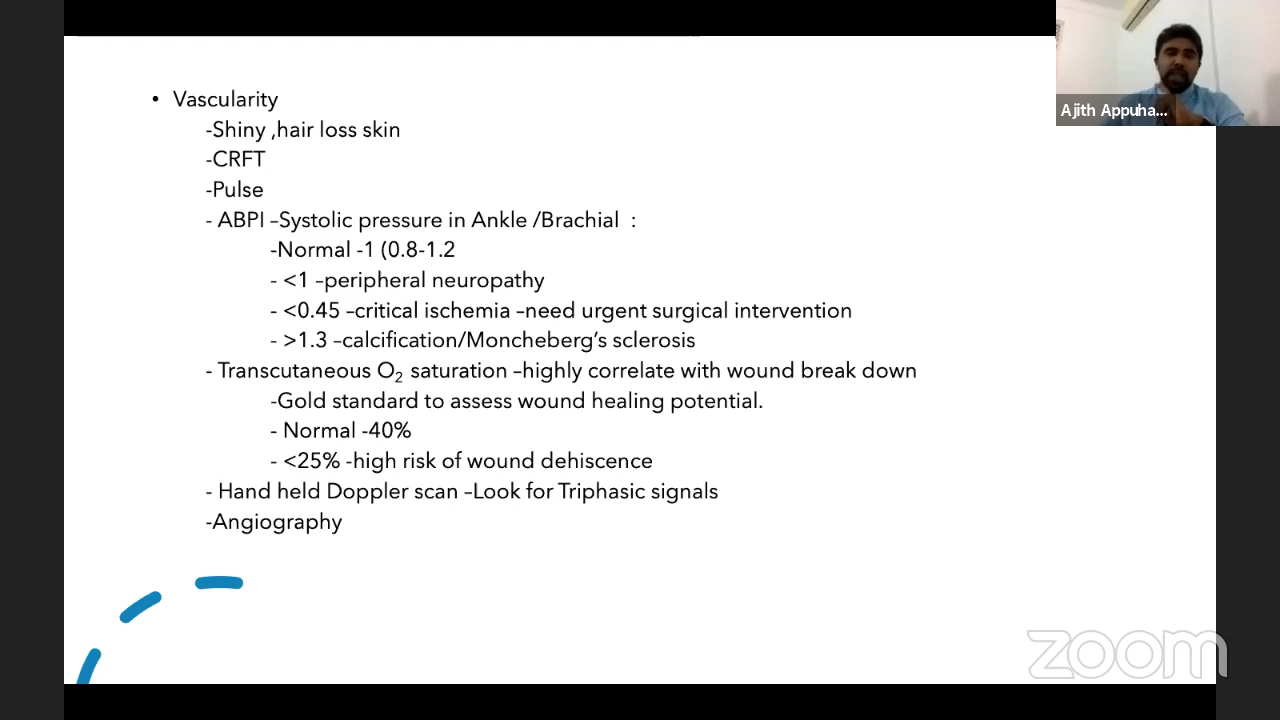 • Vascularity
-Shiny ,hair loss skin
-CRFT
-Pulse
- ABPI –Systolic pressure in Ankle /Brachial :
-Normal -1 (0.8-1.2
- <1 –peripheral neuropathy
- <0.45 –critical ischemia –need urgent surgical intervention
- >1.3 –calcification/Moncheberg’s sclerosis
- Transcutaneous O₂ saturation –highly correlate with wound break down
-Gold standard to assess wound healing potential.
- Normal -40%
- <25% -high risk of wound dehiscence
- Hand held Doppler scan –Look for Triphasic signals
-Angiography
Ajith Appuha...
zoom